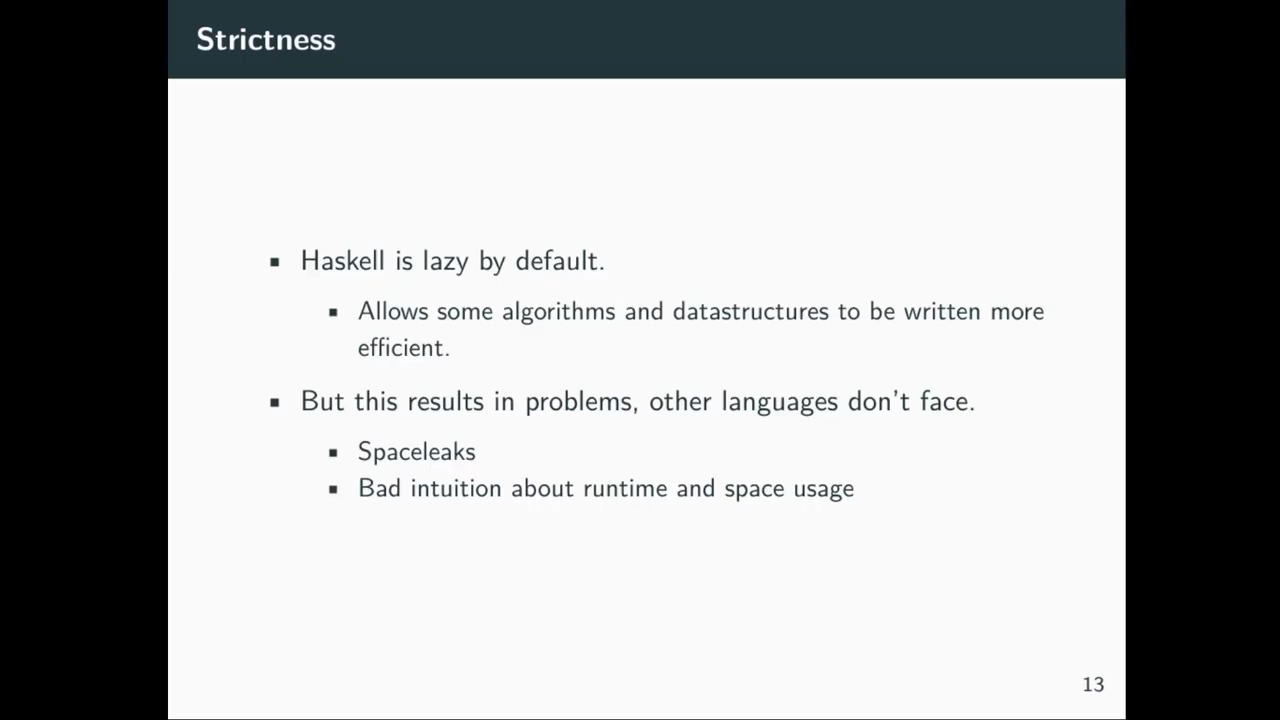 Strictness
▪ Haskell is lazy by default.
▪ Allows some algorithms and datastructures to be written more
efficient.
▪ But this results in problems, other languages don't face.
▪ Spaceleaks
▪ Bad intuition about runtime and space usage
13